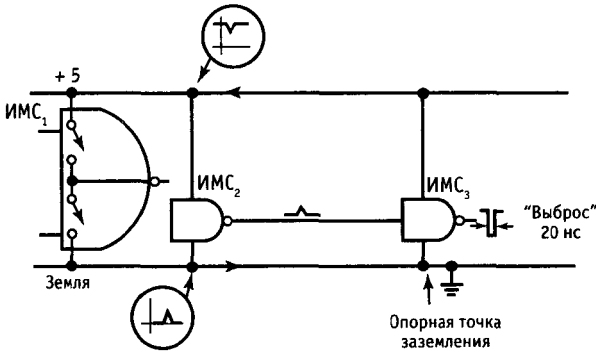 + 5
ИМС1
ИМС2
ИМС3
"Выброс"
20 нс
Земля
Опорная точка
заземления